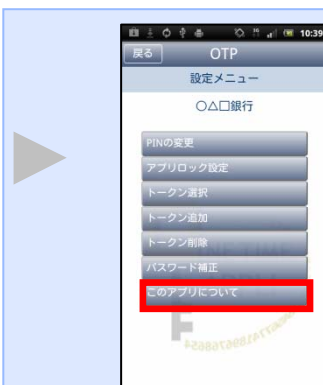 10:39
戻る OTP
設定メニュー
○△□銀行
PINの変更
アプリロック設定
トークン選択
トークン追加
トークン削除
パスワード補正
このアプリについて